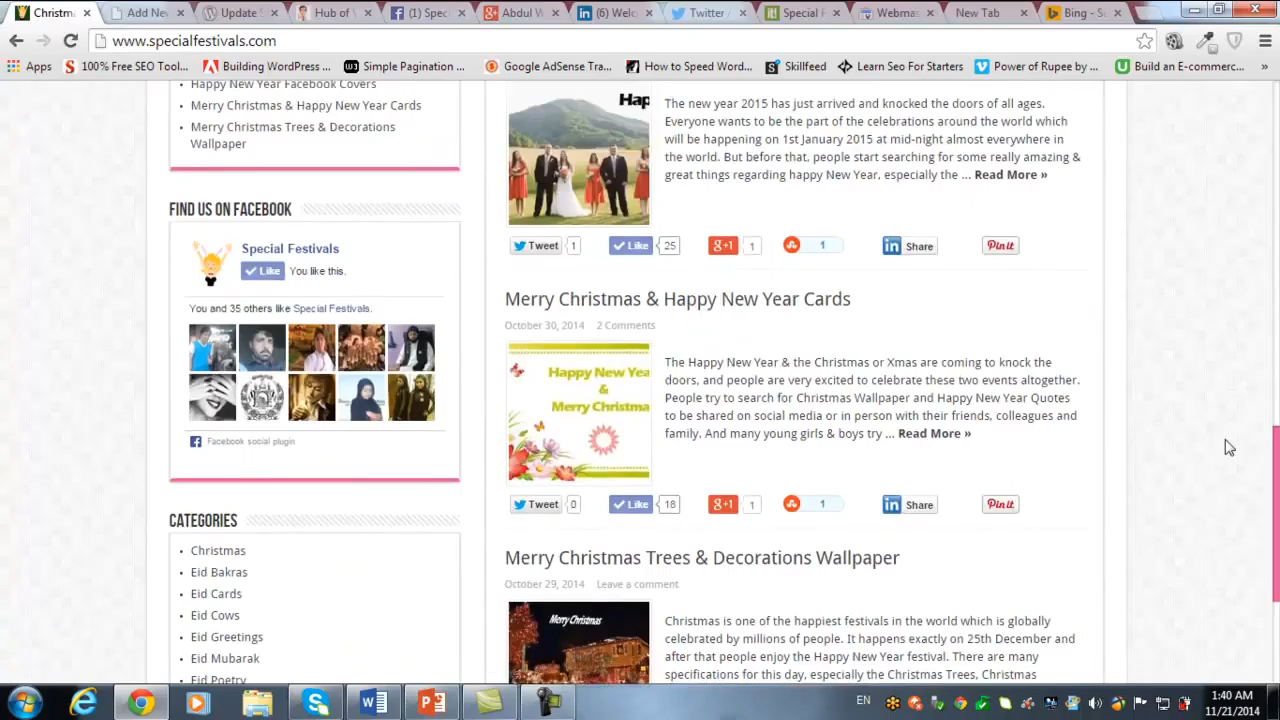 Christm
Add New
Update
Hub of
(1) Spec
Abdul W
(6) Welc
Twitter
Special F
Webmas
New Tab
Bing - S
www.specialfestivals.com
Apps
100% Free SEO Tool...
Building WordPress ...
Simple Pagination ...
Google AdSense Tra...
How to Speed Word...
Skillfeed
Learn SEO For Starters
Power of Rupee by ...
Build an E-commerc...
»
Happy New Year Facebook Covers
Merry Christmas & Happy New Year Cards
Merry Christmas Trees & Decorations
Wallpaper
FIND US ON FACEBOOK
Special Festivals
Like
You like this.
You and 35 others like Special Festivals.
Facebook social plugin
CATEGORIES
Christmas
Eid Bakras
Eid Cards
Eid Cows
Eid Greetings
Eid Mubarak
Eid Poetry
Hap
The new year 2015 has just arrived and knocked the doors of all ages.
Everyone wants to be the part of the celebrations around the world which
will be happening on 1st January 2015 at mid-night almost everywhere in
the world. But before that, people start searching for some really amazing &
great things regarding happy New Year, especially the ... Read More »
Tweet 1
Like 25
g+1 1
1
in Share
Pin it
Merry Christmas & Happy New Year Cards
October 30, 2014 2 Comments
Happy New Yea
&
Merry Christma
The Happy New Year & the Christmas or Xmas are coming to knock the
doors, and people are very excited to celebrate these two events altogether.
People try to search for Christmas Wallpaper and Happy New Year Quotes
to be shared on social media or in person with their friends, colleagues and
family. And many young girls & boys try ... Read More »
Tweet 0
Like 18
g+1 1
1
in Share
Pin it
Merry Christmas Trees & Decorations Wallpaper
October 29, 2014 Leave a comment
Merry Christmas
Christmas is one of the happiest festivals in the world which is globally
celebrated by millions of people. It happens exactly on 25th December and
after that people enjoy the Happy New Year festival. There are many
specifications for this day, especially the Christmas Trees, Christmas
EN
1:40 AM
11/21/2014